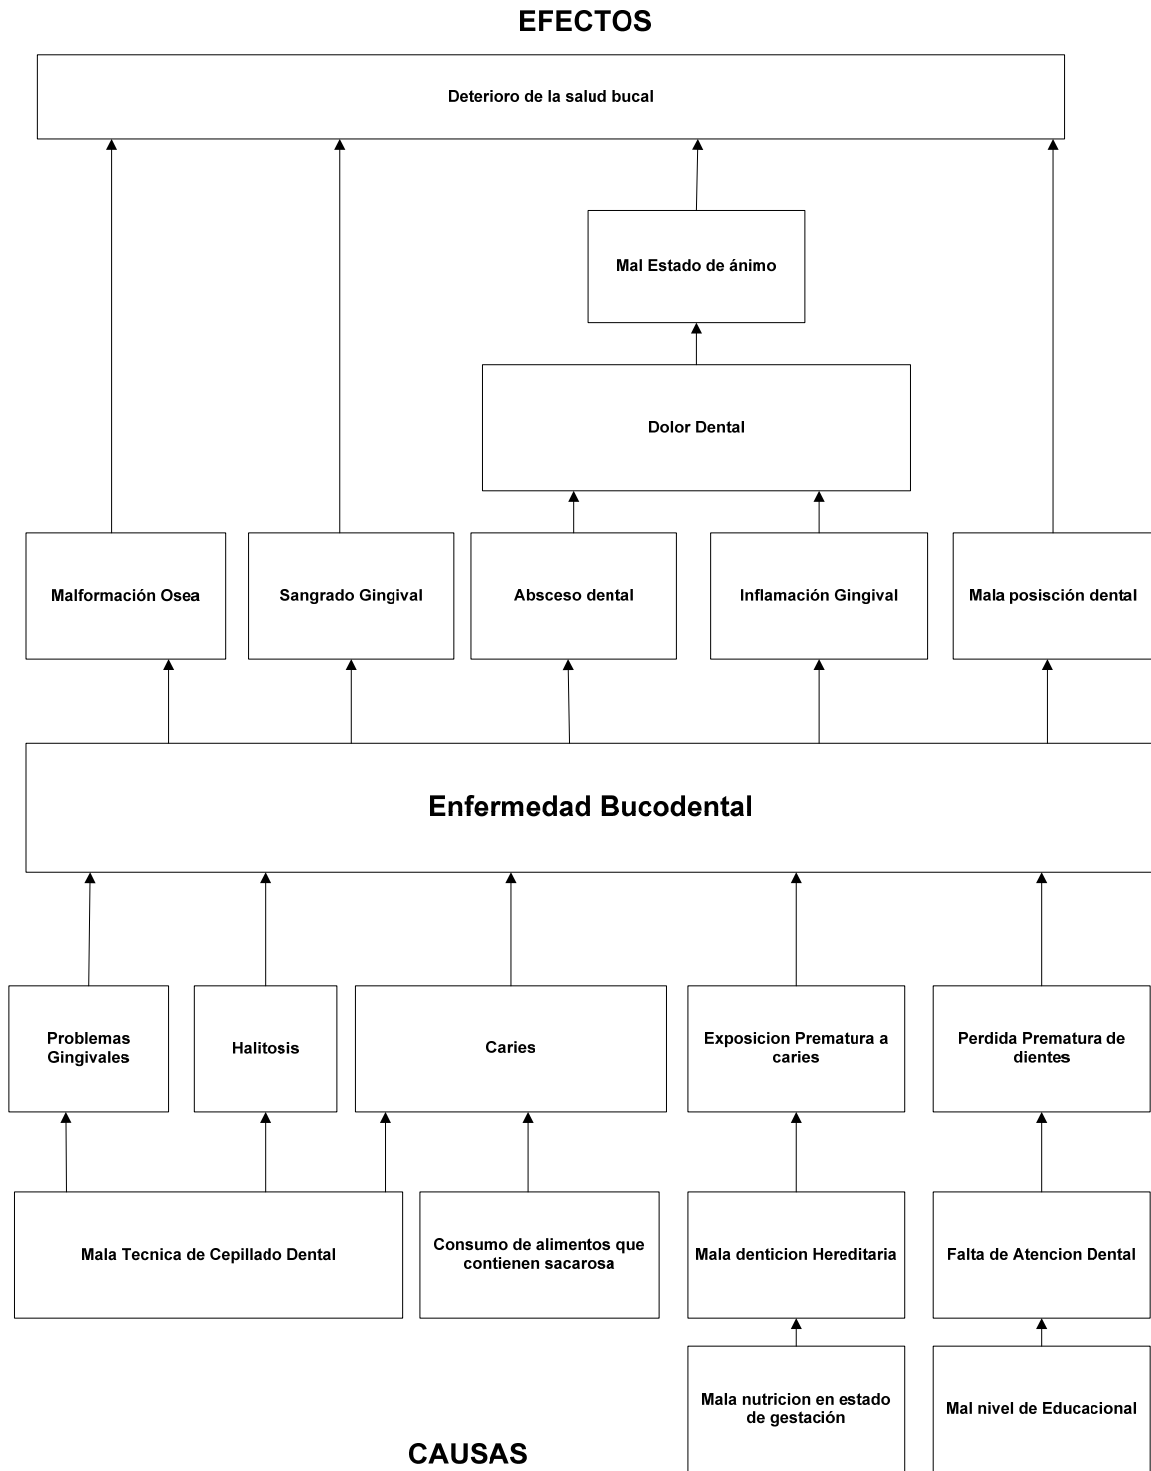 EFECTOS
Deterioro de la salud bucal
Mal Estado de ánimo
Dolor Dental
Malformación Osea
Sangrado Gingival
Absceso dental
Inflamación Gingival
Mala posisción dental
Enfermedad Bucodental
Problemas
Gingivales
Halitosis
Caries
Exposicion Prematura a
caries
Perdida Prematura de
dientes
Mala Tecnica de Cepillado Dental
Consumo de alimentos que
contienen sacarosa
Mala denticion Hereditaria
Falta de Atencion Dental
Mala nutricion en estado
de gestación
Mal nivel de Educacional
CAUSAS